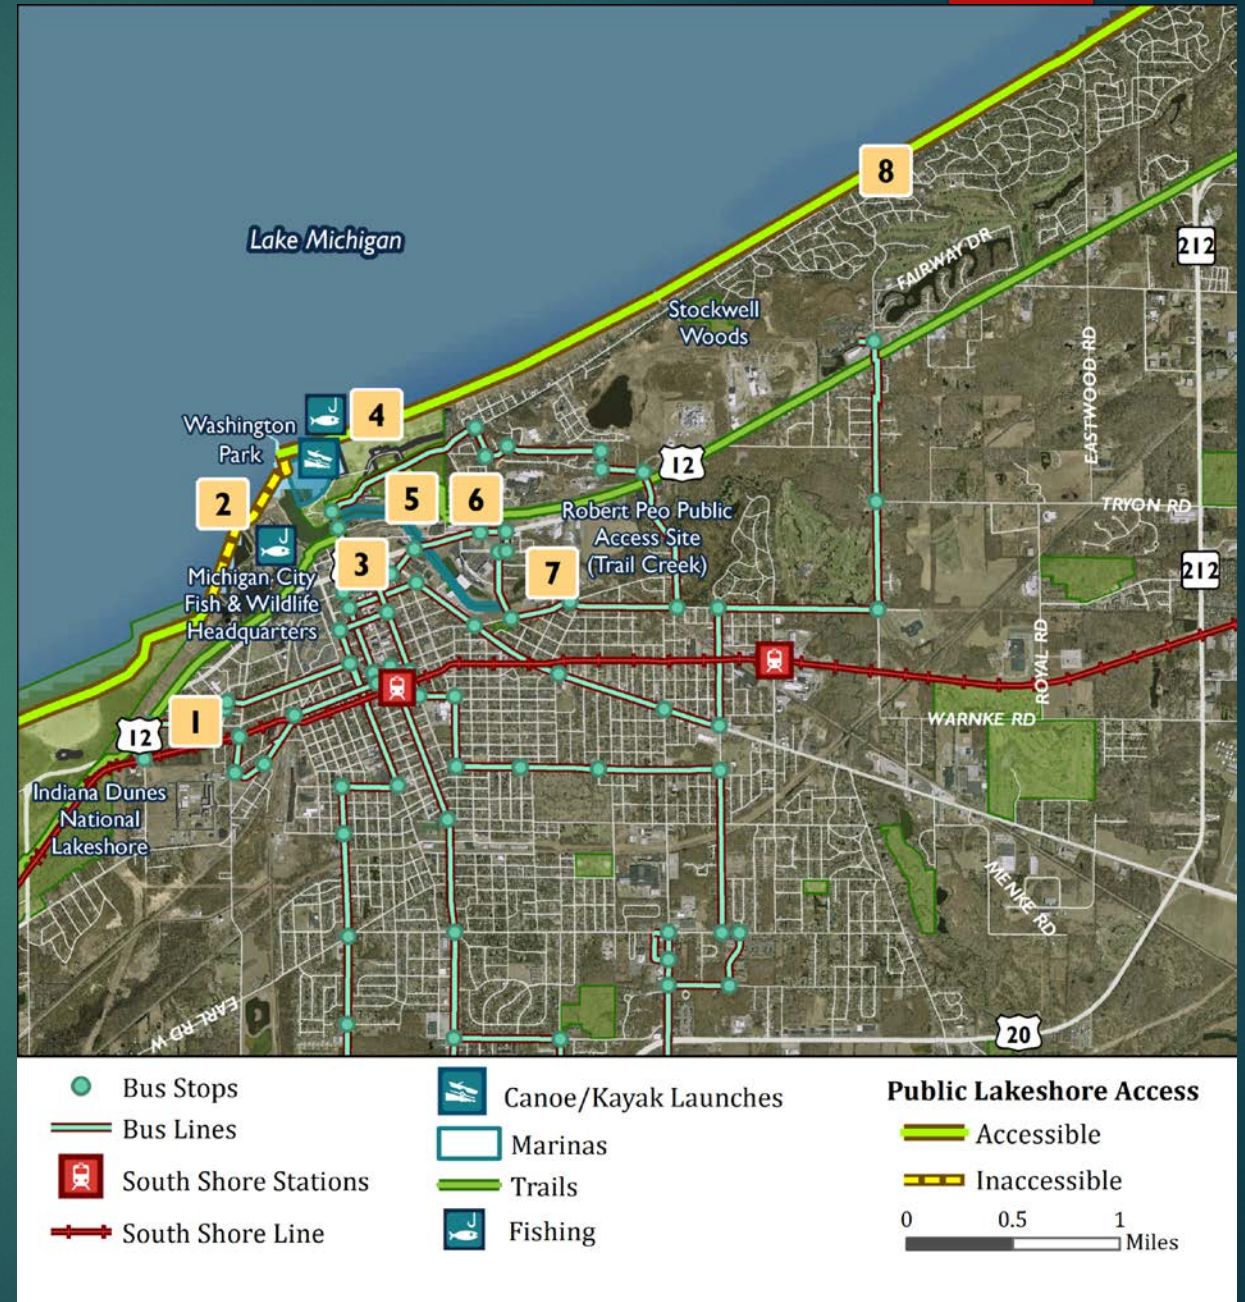 8
Lake Michigan
212
FAIRWAY DR
Stockwell
Woods
EASTWOOD RD
4
Washington
Park
12
2
5
6
TRYON RD
Robert Peo Public
Access Site
(Trail Creek)
3
7
212
Michigan City
Fish & Wildlife
Headquarters
ROYAL RD
1
12
WARNKE RD
Indiana Dunes
National
Lakeshore
MENKE RD
EARL RD W
20
Bus Stops
Bus Lines
South Shore Stations
South Shore Line
Canoe/Kayak Launches
Marinas
Trails
Fishing
Public Lakeshore Access
Accessible
Inaccessible
0 0.5 1
Miles